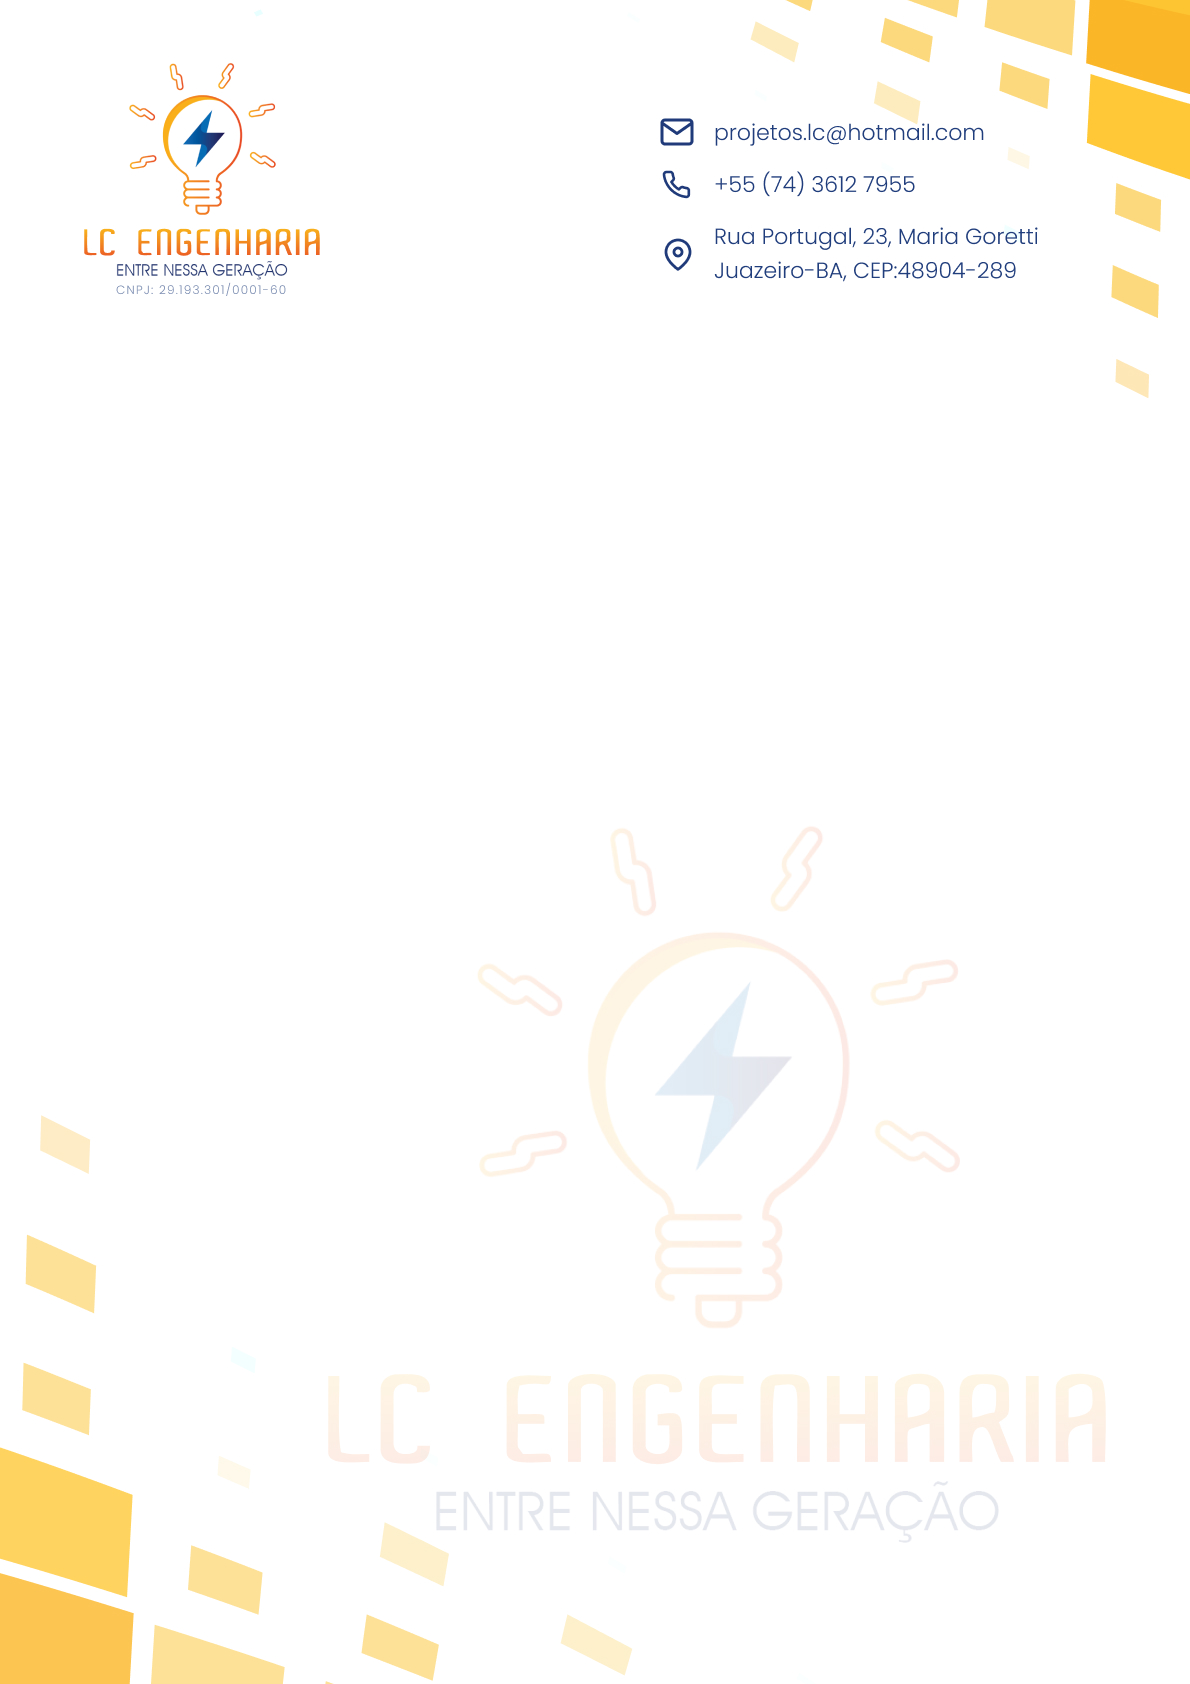 LC ENGENHARIA
ENTRE NESSA GERAÇÃO
CNPJ: 29.193.301/0001-60
projetos.lc@hotmail.com
+55 (74) 3612 7955
Rua Portugal, 23, Maria Goretti
Juazeiro-BA, CEP:48904-289
LC ENGENHARIA
ENTRE NESSA GERAÇÃO